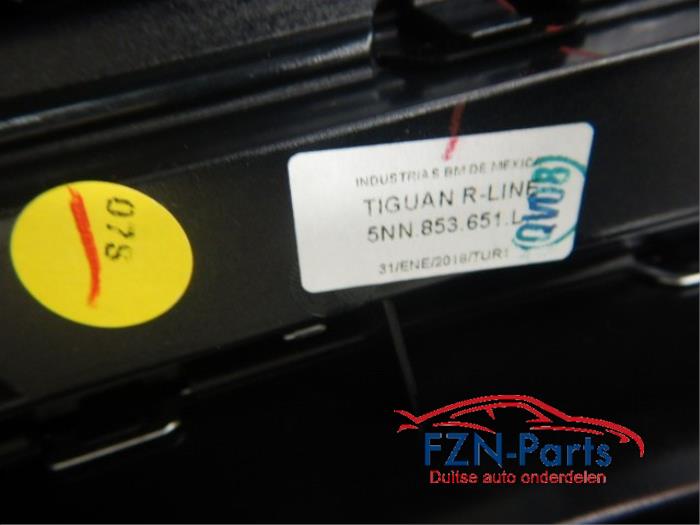 078
INDUSTRIAS BM DE MEXICO
TIGUAN R-LINE
5NN.853.651.L
QV08
31/ENE/2018/TUR1
FZN-Parts
Duitse auto onderdelen